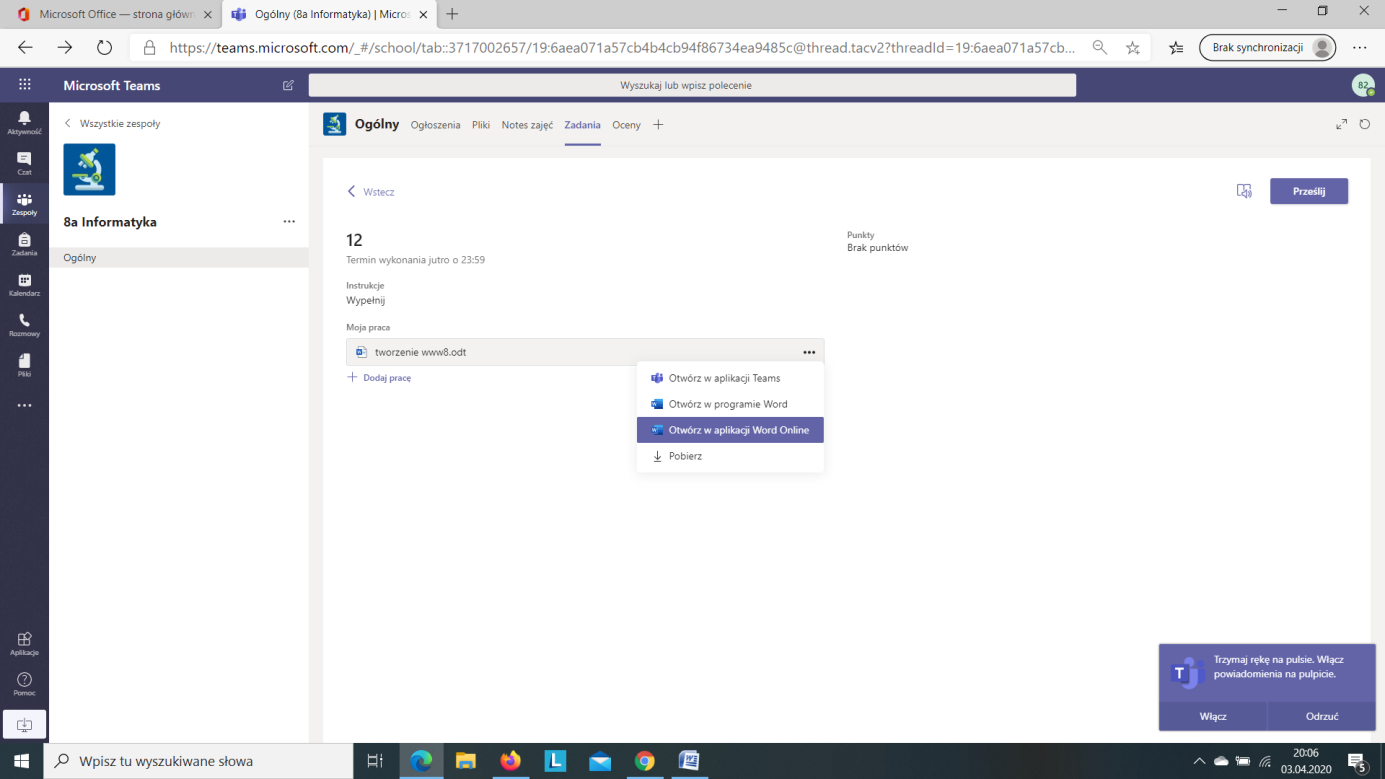 Microsoft Office — strona główn
Ogólny (8a Informatyka) | Micros
https://teams.microsoft.com/_#/school/tab::3717002657/19:6aea071a57cb4b4cb94f86734ea9485c@thread.tacv2?threadId=19:6aea071a57cb...
Brak synchronizacji
Microsoft Teams
Wyszukaj lub wpisz polecenie
82
Aktywność
Czat
Zespoły
Zadania
Kalendarz
Rozmowy
Pliki
Aplikacje
Pomoc
Wszystkie zespoły
8a Informatyka
Ogólny
Ogólny Ogłoszenia Pliki Notes zajęć Zadania Oceny
Wstecz
Prześlij
12
Termin wykonania jutro o 23:59
Punkty
Brak punktów
Instrukcje
Wypełnij
Moja praca
tworzenie www8.odt
Dodaj pracę
Otwórz w aplikacji Teams
Otwórz w programie Word
Otwórz w aplikacji Word Online
Pobierz
T
Trzymaj rękę na pulsie. Włącz
powiadomienia na pulpicie.
Włącz
Odrzuć
Wpisz tu wyszukiwane słowa
L
20:06
03.04.2020
5